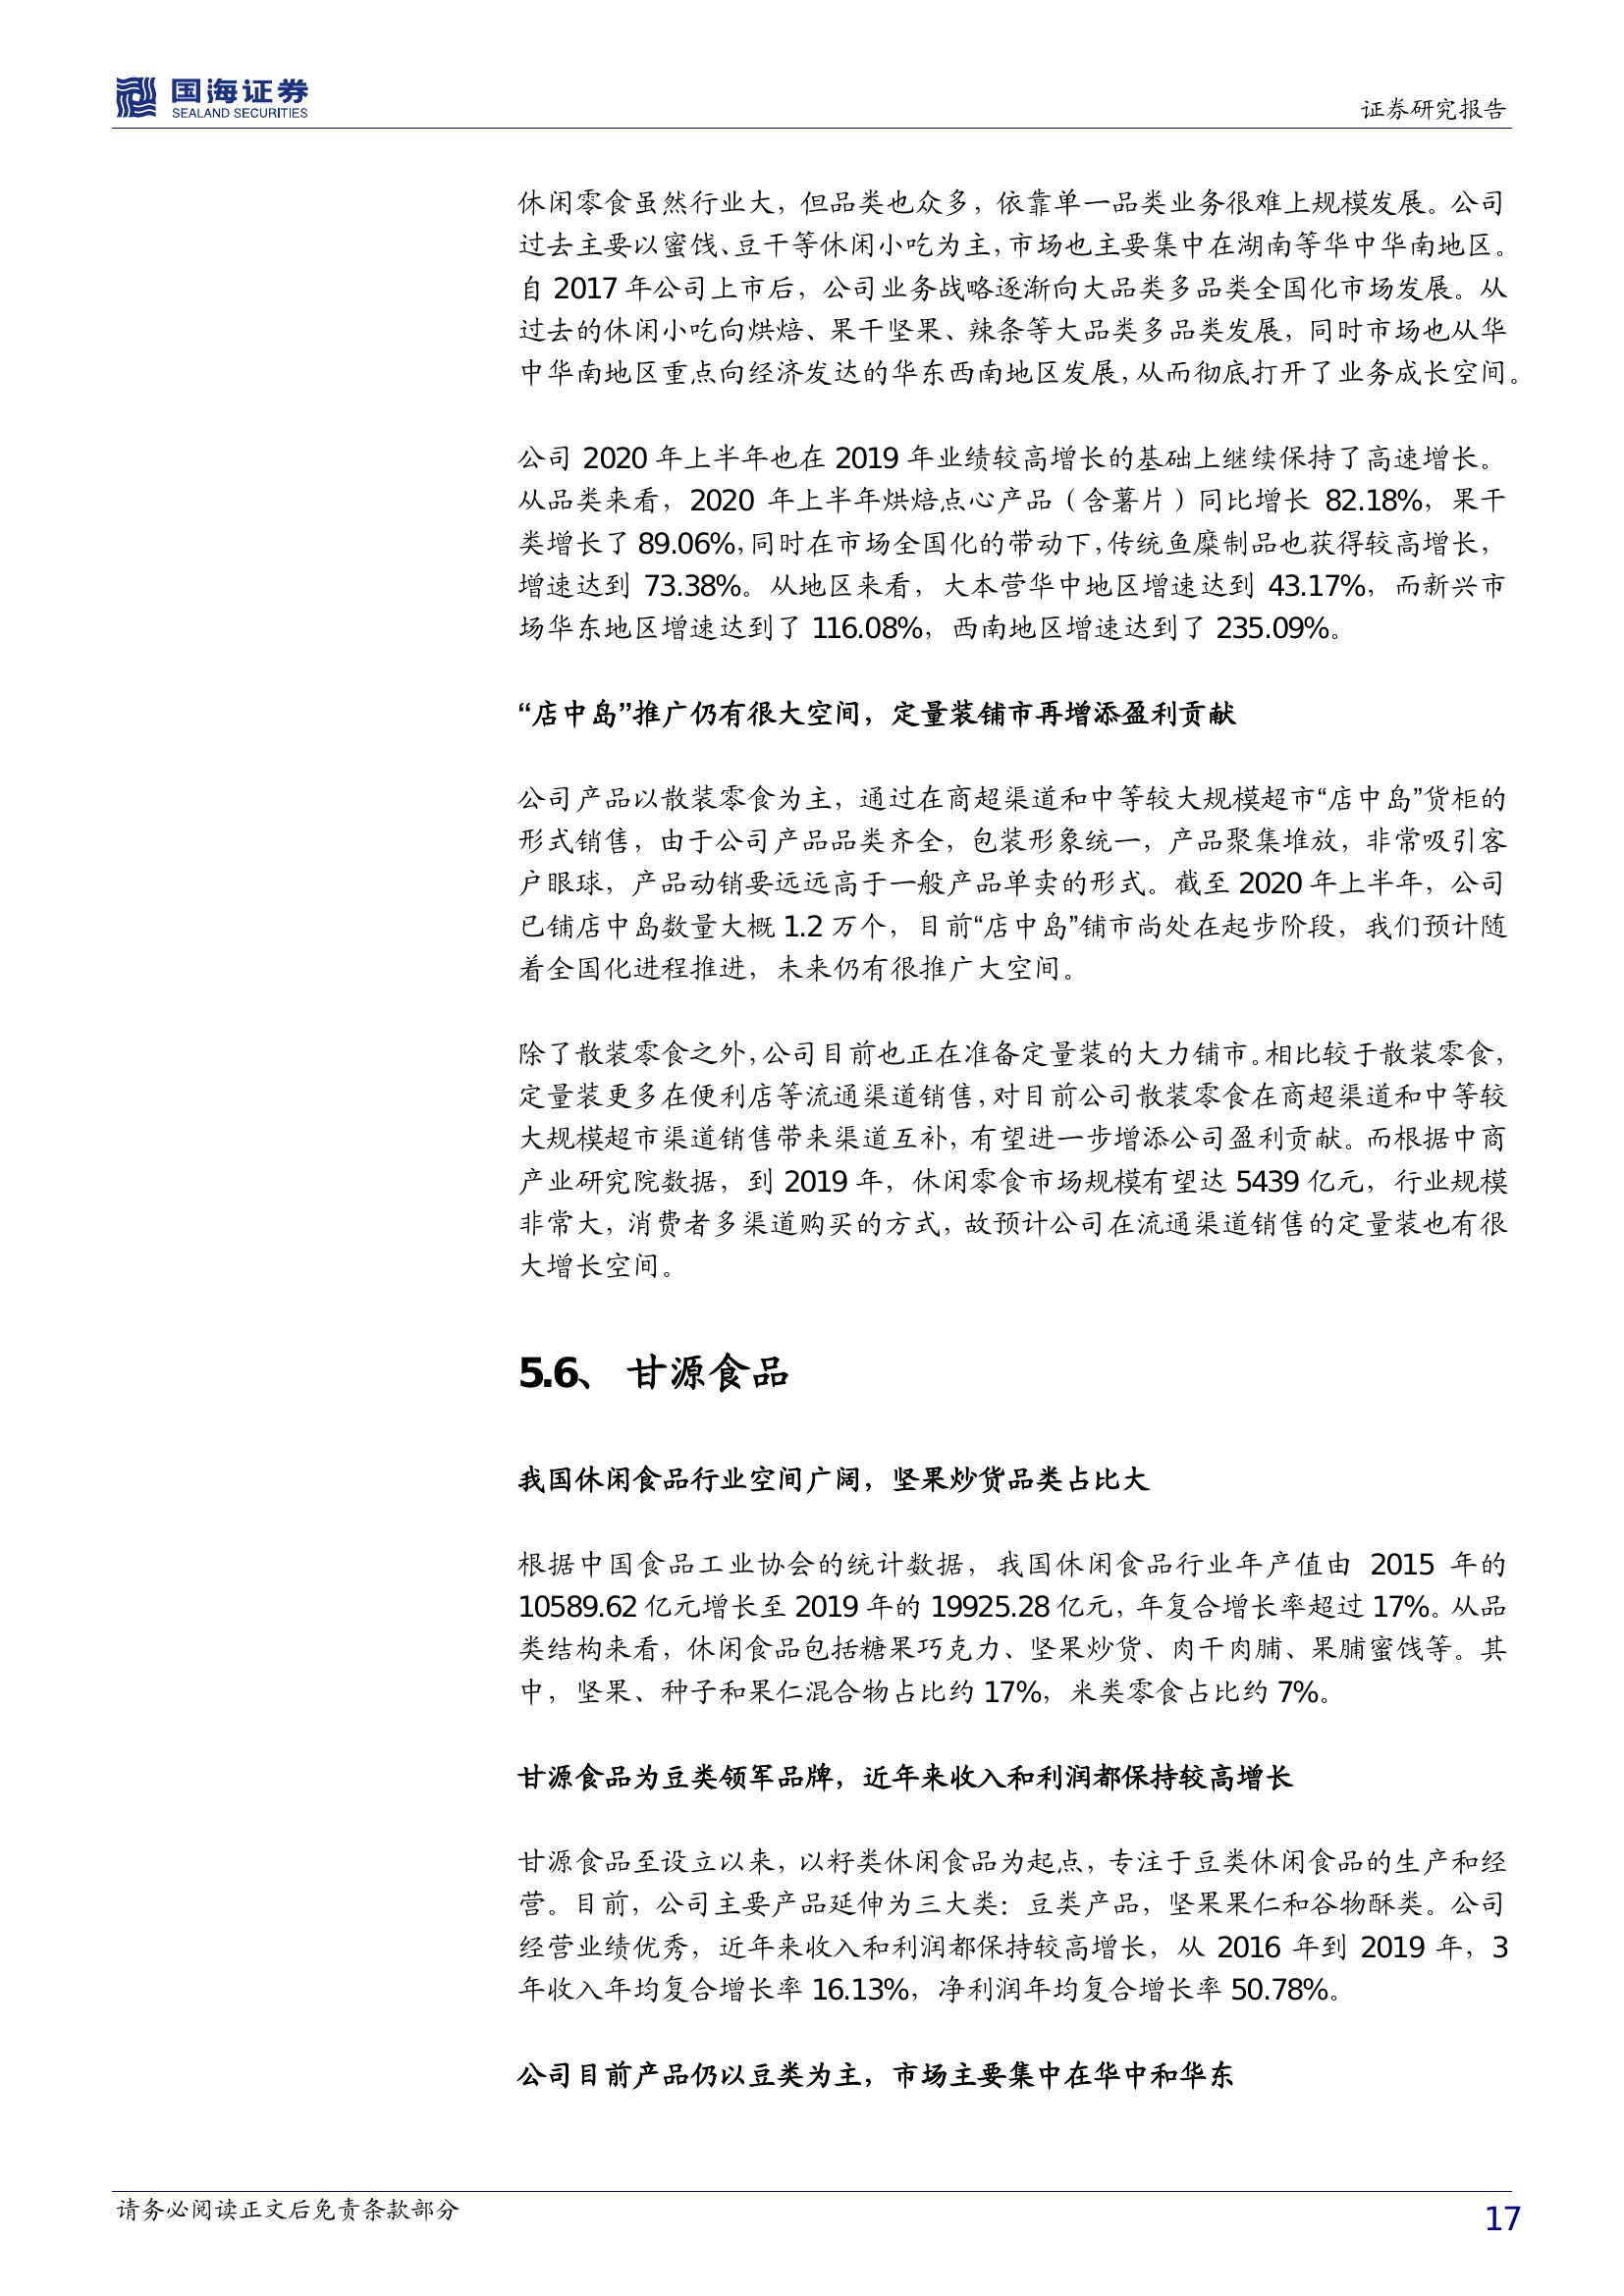 国海证券
SEALAND SECURITIES
证券研究报告
休闲零食虽然行业大，但品类也众多，依靠单一品类业务很难上规模发展。公司
过去主要以蜜饯、豆干等休闲小吃为主，市场也主要集中在湖南等华中华南地区。
自 2017 年公司上市后，公司业务战略逐渐向大品类多品类全国化市场发展。从
过去的休闲小吃向烘焙、果干坚果、辣条等大品类多品类发展，同时市场也从华
中华南地区重点向经济发达的华东西南地区发展，从而彻底打开了业务成长空间。
公司 2020 年上半年也在 2019 年业绩较高增长的基础上继续保持了高速增长。
从品类来看，2020 年上半年烘焙点心产品（含薯片）同比增长 82.18%，果干
类增长了 89.06%，同时在市场全国化的带动下，传统鱼糜制品也获得较高增长，
增速达到 73.38%。从地区来看，大本营华中地区增速达到 43.17%，而新兴市
场华东地区增速达到了 116.08%，西南地区增速达到了 235.09%。
“店中岛”推广仍有很大空间，定量装铺市再增添盈利贡献
公司产品以散装零食为主，通过在商超渠道和中等较大规模超市“店中岛”货柜的
形式销售，由于公司产品品类齐全，包装形象统一，产品聚集堆放，非常吸引客
户眼球，产品动销要远远高于一般产品单卖的形式。截至 2020 年上半年，公司
已铺店中岛数量大概 1.2 万个，目前“店中岛”铺市尚处在起步阶段，我们预计随
着全国化进程推进，未来仍有很推广大空间。
除了散装零食之外，公司目前也正在准备定量装的大力铺市。相比较于散装零食，
定量装更多在便利店等流通渠道销售，对目前公司散装零食在商超渠道和中等较
大规模超市渠道销售带来渠道互补，有望进一步增添公司盈利贡献。而根据中商
产业研究院数据，到 2019 年，休闲零食市场规模有望达 5439 亿元，行业规模
非常大，消费者多渠道购买的方式，故预计公司在流通渠道销售的定量装也有很
大增长空间。
5.6、 甘源食品
我国休闲食品行业空间广阔，坚果炒货品类占比大
根据中国食品工业协会的统计数据，我国休闲食品行业年产值由 2015 年的
10589.62 亿元增长至 2019 年的 19925.28 亿元，年复合增长率超过 17%。从品
类结构来看，休闲食品包括糖果巧克力、坚果炒货、肉干肉脯、果脯蜜饯等。其
中，坚果、种子和果仁混合物占比约 17%，米类零食占比约 7%。
甘源食品为豆类领军品牌，近年来收入和利润都保持较高增长
甘源食品至设立以来，以籽类休闲食品为起点，专注于豆类休闲食品的生产和经
营。目前，公司主要产品延伸为三大类：豆类产品，坚果果仁和谷物酥类。公司
经营业绩优秀，近年来收入和利润都保持较高增长，从 2016 年到 2019 年，3
年收入年均复合增长率 16.13%，净利润年均复合增长率 50.78%。
公司目前产品仍以豆类为主，市场主要集中在华中和华东
请务必阅读正文后免责条款部分
17